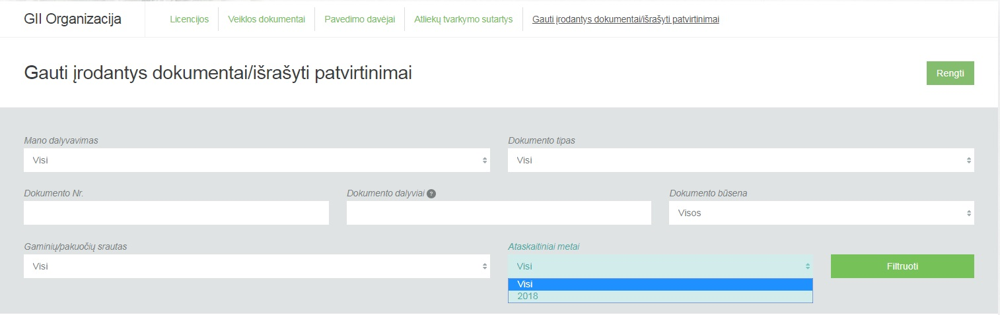 GII Organizacija
Licencijos
Veiklos dokumentai
Pavedimo davėjai
Atliekų tvarkymo sutartys
Gauti įrodantys dokumentai/išrašyti patvirtinimai
Gauti įrodantys dokumentai/išrašyti patvirtinimai
Rengti
Mano dalyvavimas
Dokumento tipas
Visi
Visi
Dokumento Nr.
Dokumento dalyviai ?
Dokumento būsena
Visos
Gaminių/pakuočių srautas
Ataskaitiniai metai
Visi
Visi
Filtruoti
Visi
2018